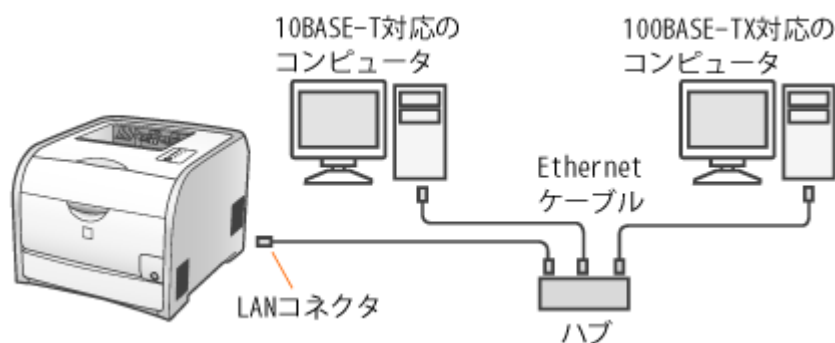 10BASE-T対応の
コンピュータ
100BASE-TX対応の
コンピュータ
Ethernet
ケーブル
LANコネクタ
ハブ